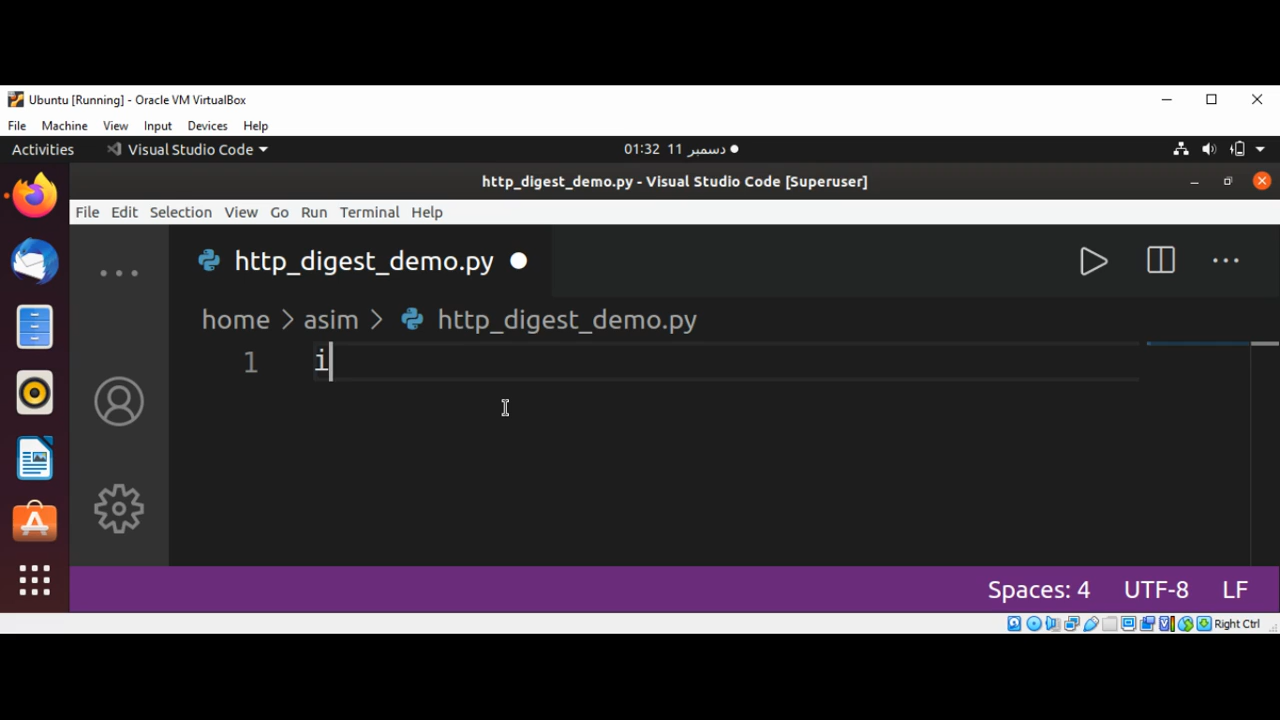 Ubuntu [Running] - Oracle VM VirtualBox
File Machine View Input Devices Help
Activities Visual Studio Code 01:32 11 دسمبر
http_digest_demo.py - Visual Studio Code [Superuser]
File Edit Selection View Go Run Terminal Help
http_digest_demo.py
home > asim > http_digest_demo.py
1 i
Spaces: 4 UTF-8 LF
Right Ctrl